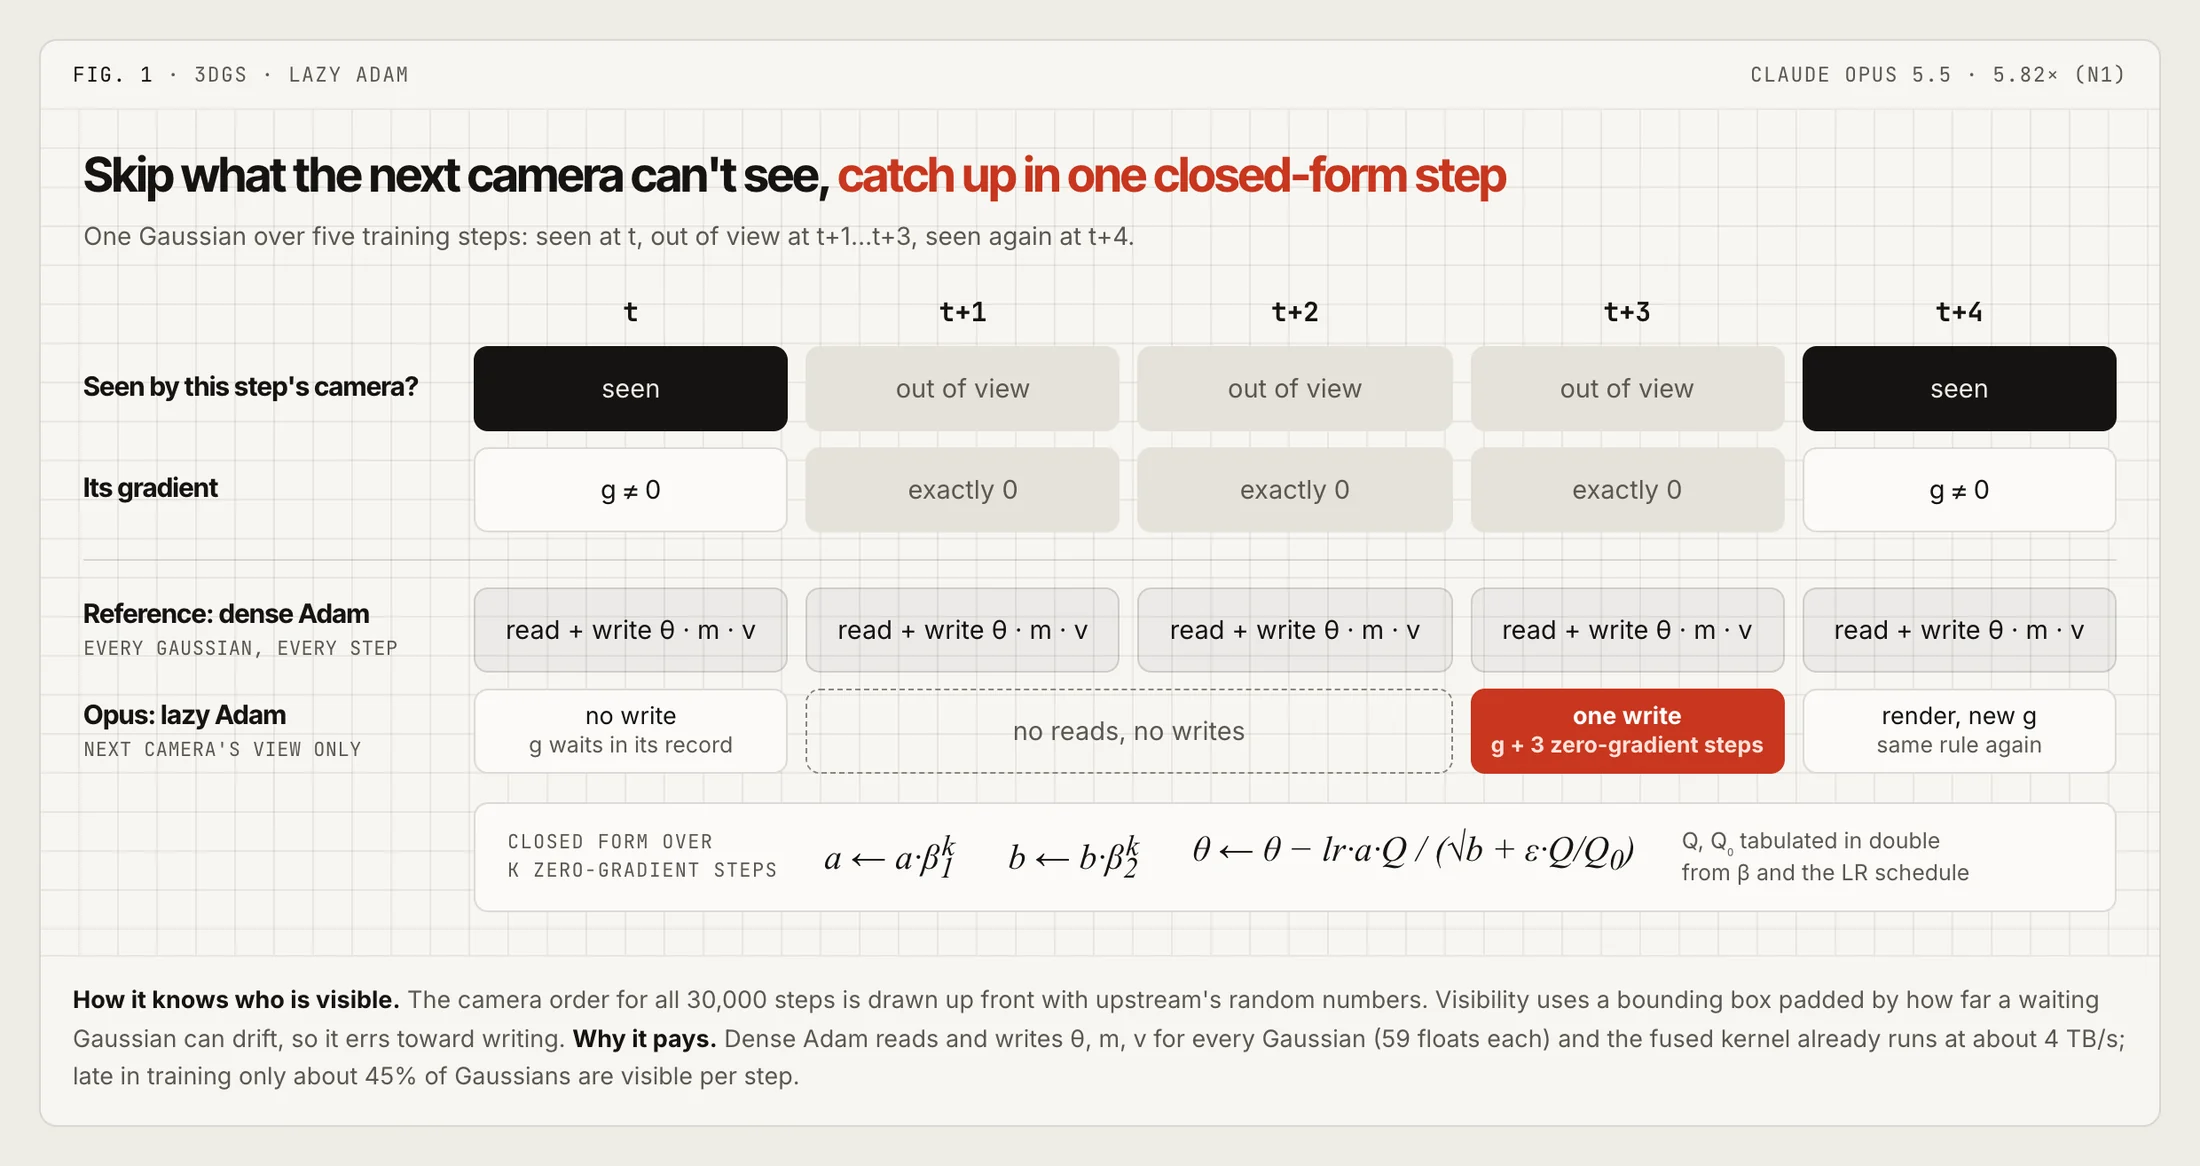 FIG. 1 · 3DGS · LAZY ADAM
CLAUDE OPUS 5.5 · 5.82× (N1)
Skip what the next camera can't see, catch up in one closed-form step
One Gaussian over five training steps: seen at t, out of view at t+1...t+3, seen again at t+4.
t t+1 t+2 t+3 t+4
Seen by this step's camera? seen out of view out of view out of view seen
Its gradient g ≠ 0 exactly 0 exactly 0 exactly 0 g ≠ 0
Reference: dense Adam
EVERY GAUSSIAN, EVERY STEP
read + write θ · m · v read + write θ · m · v read + write θ · m · v read + write θ · m · v read + write θ · m · v
Opus: lazy Adam
NEXT CAMERA'S VIEW ONLY
no write
g waits in its record
no reads, no writes
one write
g + 3 zero-gradient steps
render, new g
same rule again
CLOSED FORM OVER
K ZERO-GRADIENT STEPS
a ← a·β₁ᵏ b ← b·β₂ᵏ θ ← θ − lr·a·Q / (√b + ε·Q/Q₀)
Q, Q₀ tabulated in double
from β and the LR schedule
How it knows who is visible. The camera order for all 30,000 steps is drawn up front with upstream's random numbers. Visibility uses a bounding box padded by how far a waiting
Gaussian can drift, so it errs toward writing. Why it pays. Dense Adam reads and writes θ, m, v for every Gaussian (59 floats each) and the fused kernel already runs at about 4 TB/s;
late in training only about 45% of Gaussians are visible per step.